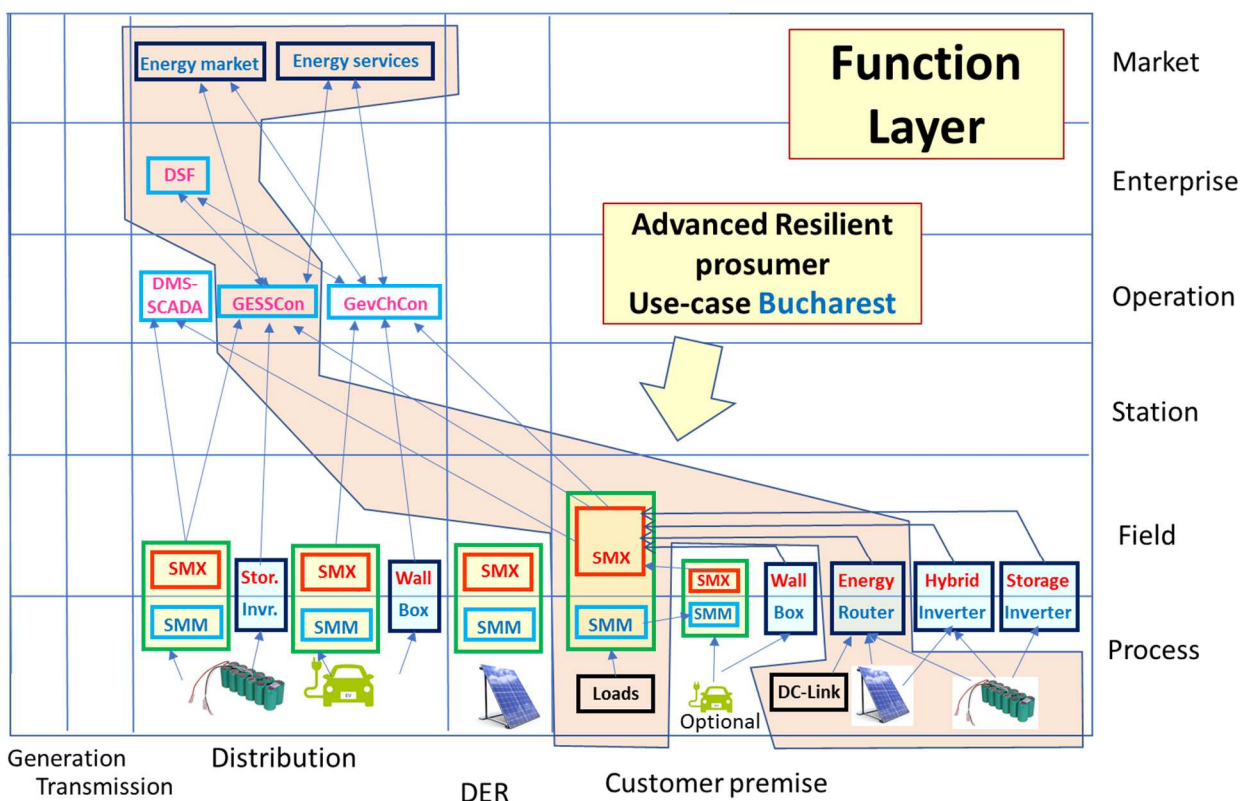 Function
Layer
Market
Energy market
Energy services
Enterprise
DSF
Advanced Resilient
prosumer
Use-case Bucharest
Operation
DMS-
SCADA
GESSCon
GevChCon
Station
Field
SMX
SMM
Stor.
Invr.
SMX
SMM
Wall
Box
SMX
SMM
SMX
SMM
SMX
SMM
Wall
Box
Energy
Router
Hybrid
Inverter
Storage
Inverter
Process
EV
Loads
EV
Optional
DC-Link
Generation
Transmission
Distribution
DER
Customer premise